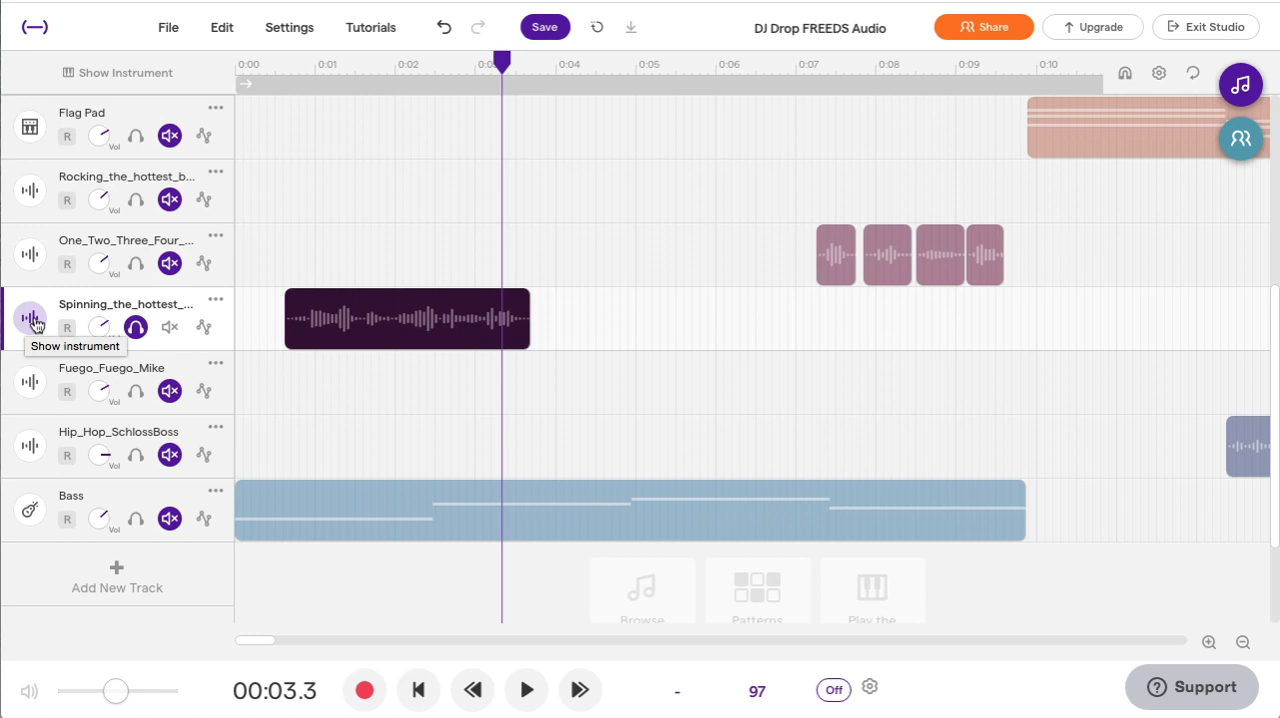 File Edit Settings Tutorials Save DJ Drop FREEDS Audio Share Upgrade Exit Studio
Show Instrument 0:00 0:01 0:02 0:04 0:05 0:06 0:07 0:08 0:09 0:10
Flag Pad
R Vol
Rocking_the_hottest_b...
R Vol
One_Two_Three_Four_...
R Vol
Spinning_the_hottest_...
R
Show instrument
Fuego_Fuego_Mike
R Vol
Hip_Hop_SchlossBoss
R Vol
Bass
R Vol
Add New Track
Browse Patterns Play the
00:03.3 - 97 Off Support